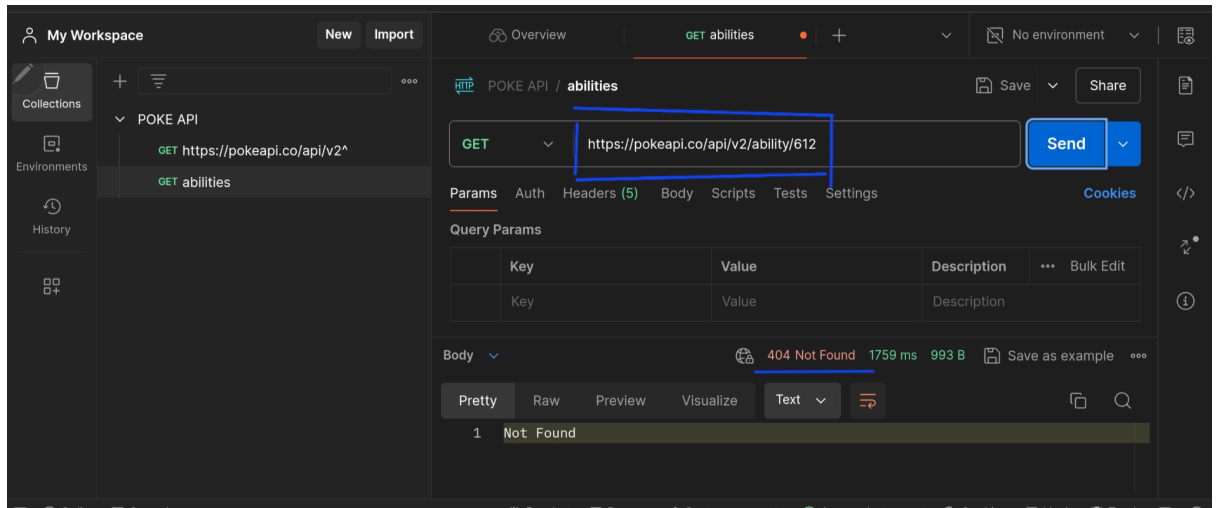 My Workspace New Import Overview GET abilities No environment
Collections POKE API / abilities Save Share
POKE API
GET https://pokeapi.co/api/v2^ GET https://pokeapi.co/api/v2/ability/612 Send
Environments
GET abilities Params Auth Headers (5) Body Scripts Tests Settings Cookies
History Query Params
Key Value Description Bulk Edit
Key Value Description
Body 404 Not Found 1759 ms 993 B Save as example
Pretty Raw Preview Visualize Text
1 Not Found